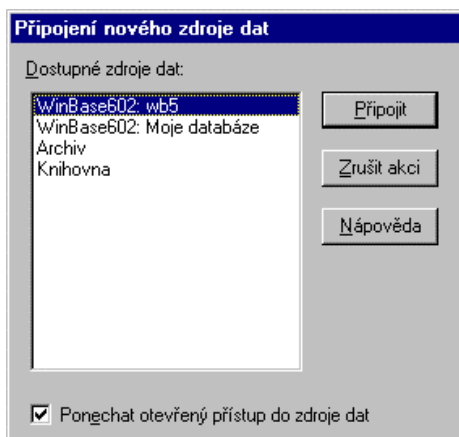 Připojení nového zdroje dat
Dostupné zdroje dat:
WinBase602: wb5
WinBase602: Moje databáze
Archiv
Knihovna
Připojit
Zrušit akci
Nápověda
Ponechat otevřený přístup do zdroje dat